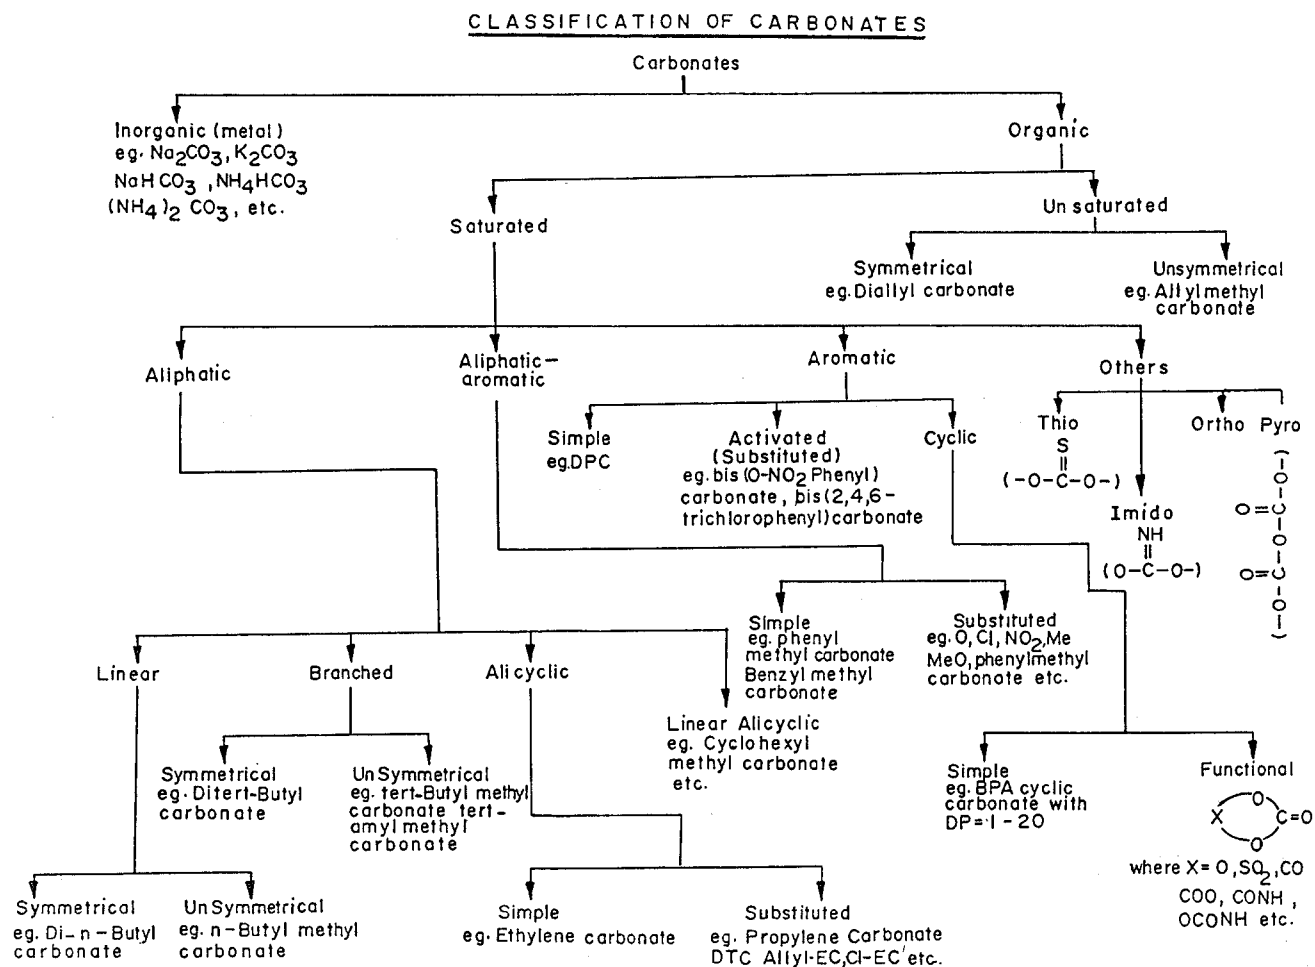 CLASSIFICATION OF CARBONATES
Carbonates
Inorganic (metal)
eg. Na2CO3, K2CO3
NaHCO3, NH4HCO3
(NH4)2 CO3, etc.
Organic
Saturated
Unsaturated
Symmetrical
eg. Diallyl carbonate
Unsymmetrical
eg. Allylmethyl
carbonate
Aliphatic
Aliphatic-
aromatic
Aromatic
Others
Simple
eg. DPC
Activated
(Substituted)
eg. bis (O-NO2 Phenyl)
carbonate, bis (2,4,6-
trichlorophenyl) carbonate
Cyclic
Thio
S
||
(-O-C-O-)
Imido
NH
||
(O-C-O-)
Ortho
Pyro
(-O-C-O-C-O-)
O=
O=
Simple
eg. phenyl
methyl carbonate
Benzyl methyl
carbonate
Substituted
eg. O, Cl, NO2, Me
MeO, phenylmethyl
carbonate etc.
Linear
Branched
Alicyclic
Linear Alicyclic
eg. Cyclohexyl
methyl carbonate
etc.
Symmetrical
eg. Ditert-Butyl
carbonate
UnSymmetrical
eg. tert-Butyl methyl
carbonate tert-
amyl methyl
carbonate
Simple
eg. BPA cyclic
carbonate with
DP = 1 - 20
Functional
X O O C=O
where X = O, SO2, CO
COO, CONH,
OCONH etc.
Symmetrical
eg. Di-n-Butyl
carbonate
UnSymmetrical
eg. n-Butyl methyl
carbonate
Simple
eg. Ethylene carbonate
Substituted
eg. Propylene Carbonate
DTC Allyl-EC, Cl-EC' etc.